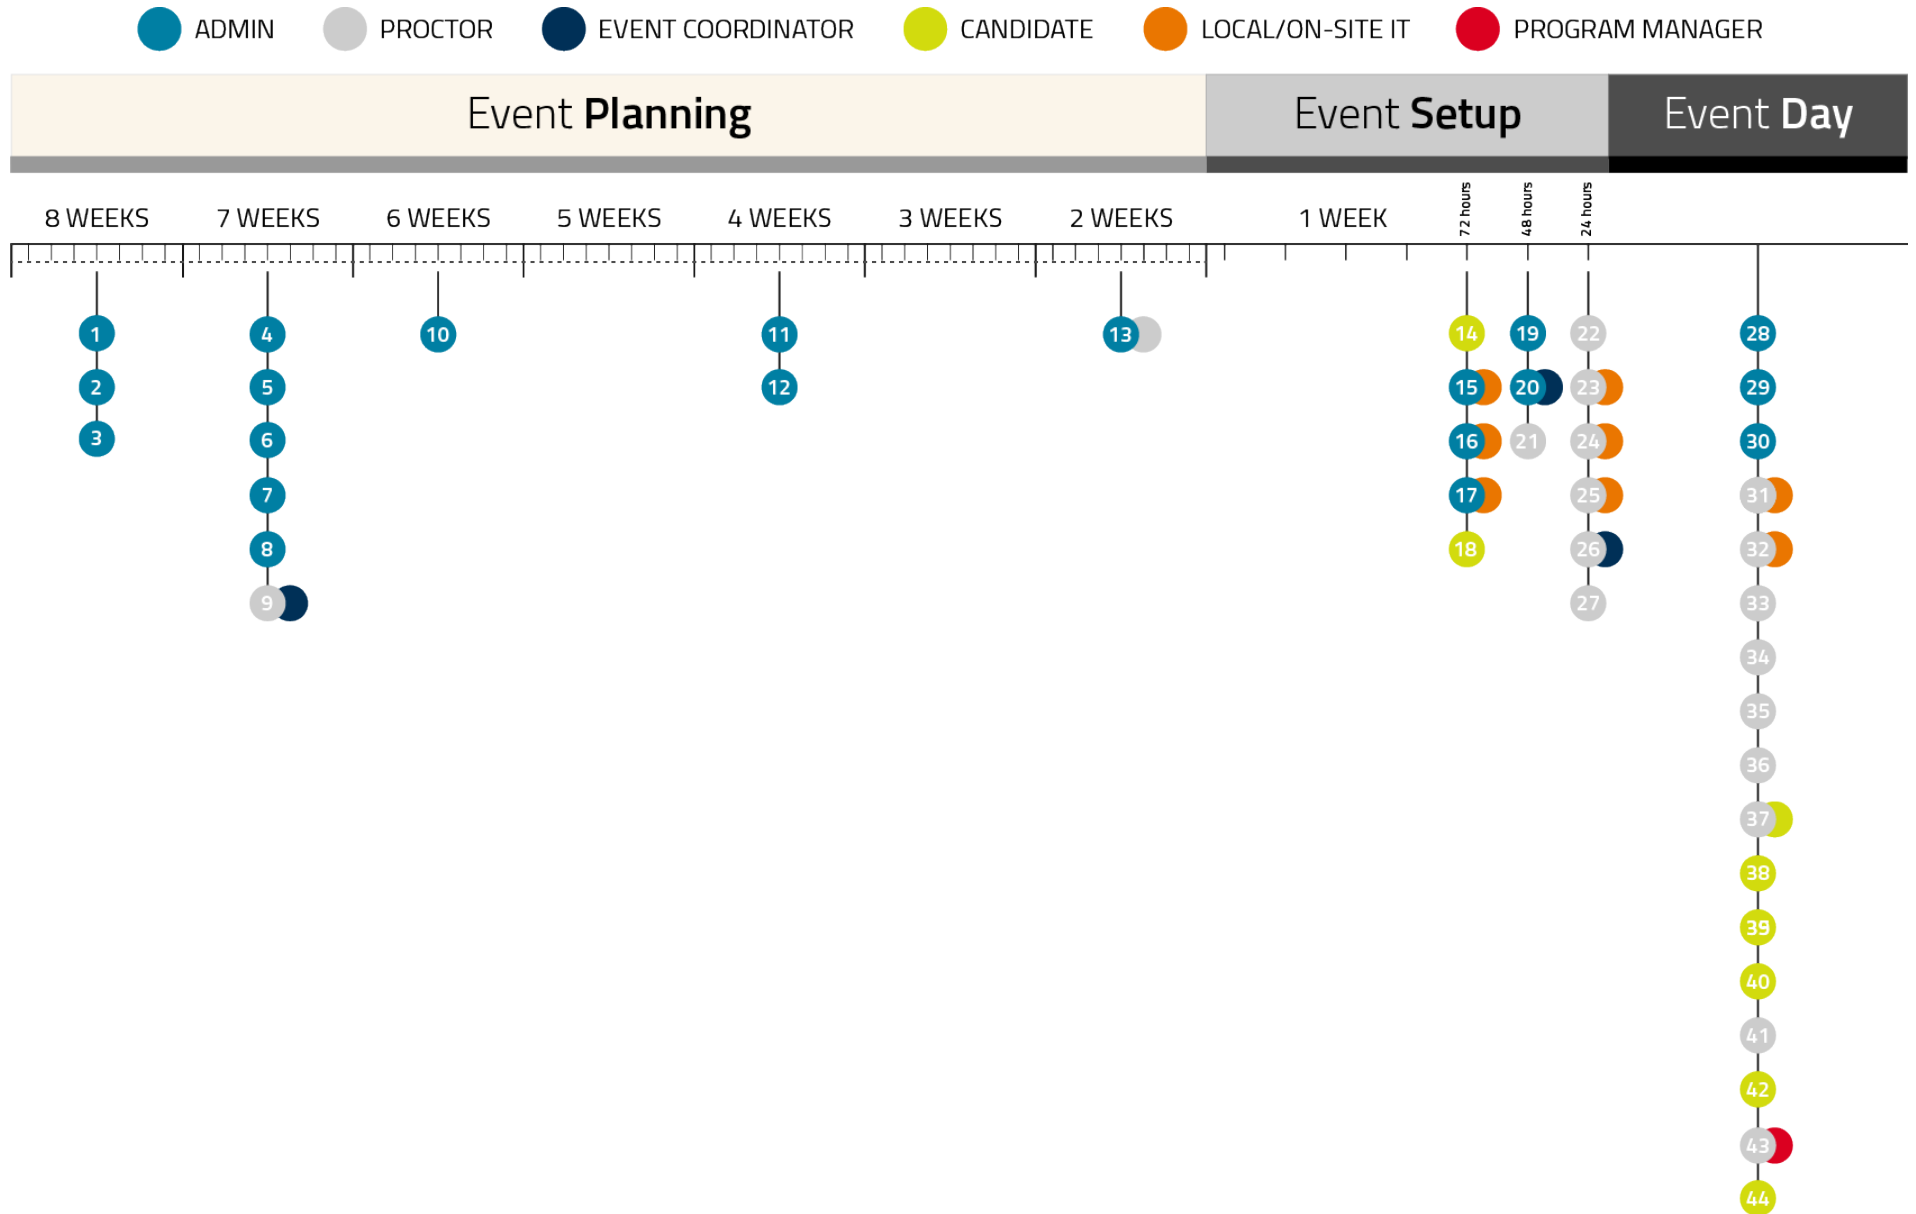 ADMIN PROCTOR EVENT COORDINATOR CANDIDATE LOCAL/ON-SITE IT PROGRAM MANAGER
Event Planning Event Setup Event Day
8 WEEKS 7 WEEKS 6 WEEKS 5 WEEKS 4 WEEKS 3 WEEKS 2 WEEKS 1 WEEK 72 hours 48 hours 24 hours
1 4 10 11 13 14 19 22 28
2 5 12 15 20 23 29
3 6 16 21 24 30
7 17 25 31
8 18 26 32
9 27 33
34
35
36
37
38
39
40
41
42
43
44